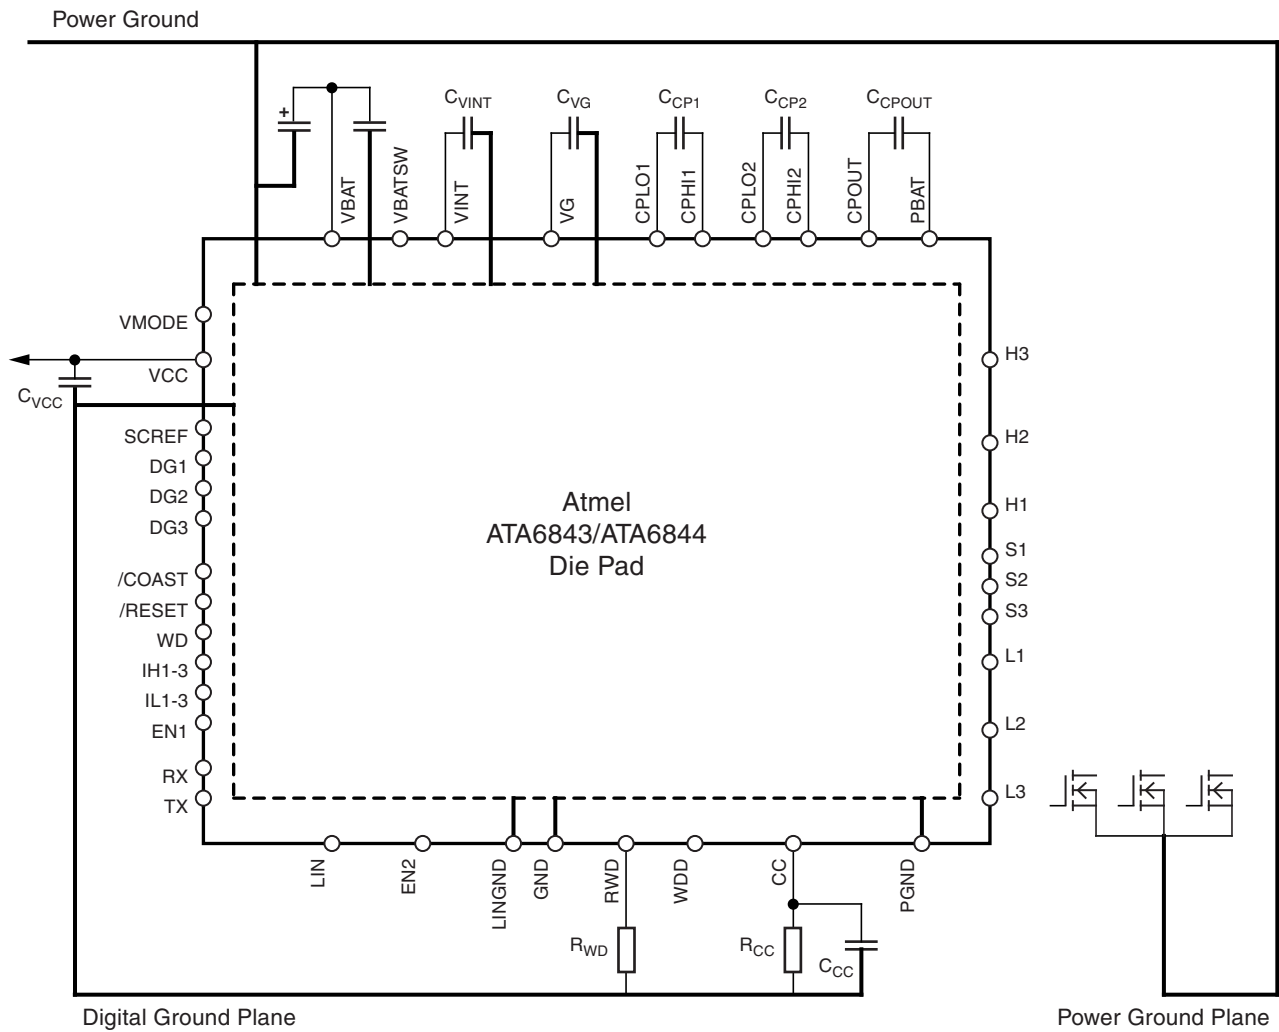 Power Ground
CVINT
CVG
CCP1
CCP2
CCPOUT
+
VBAT
VBATSW
VINT
VG
CPLO1
CPHI1
CPLO2
CPHI2
CPOUT
PBAT
VMODE
VCC
CVCC
SCREF
DG1
DG2
DG3
/COAST
/RESET
WD
IH1-3
IL1-3
EN1
RX
TX
Atmel
ATA6843/ATA6844
Die Pad
H3
H2
H1
S1
S2
S3
L1
L2
L3
LIN
EN2
LINGND
GND
RWD
WDD
CC
PGND
RWD
RCC
CCC
Digital Ground Plane
Power Ground Plane